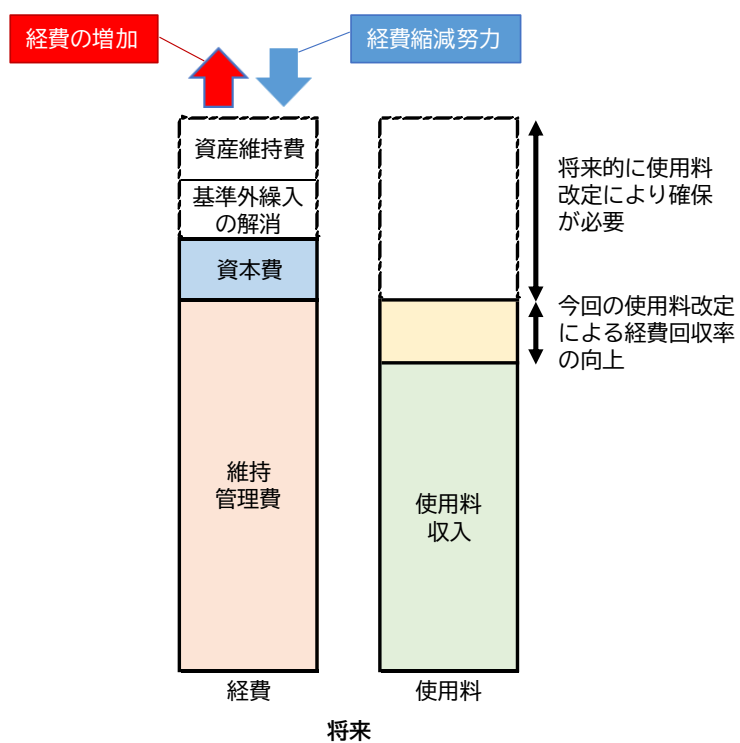 経費の増加
経費縮減努力
資産維持費
基準外繰入
の解消
資本費
維持
管理費
使用料
収入
将来的に使用料
改定により確保
が必要
今回の使用料改定
による経費回収率
の向上
経費
使用料
将来